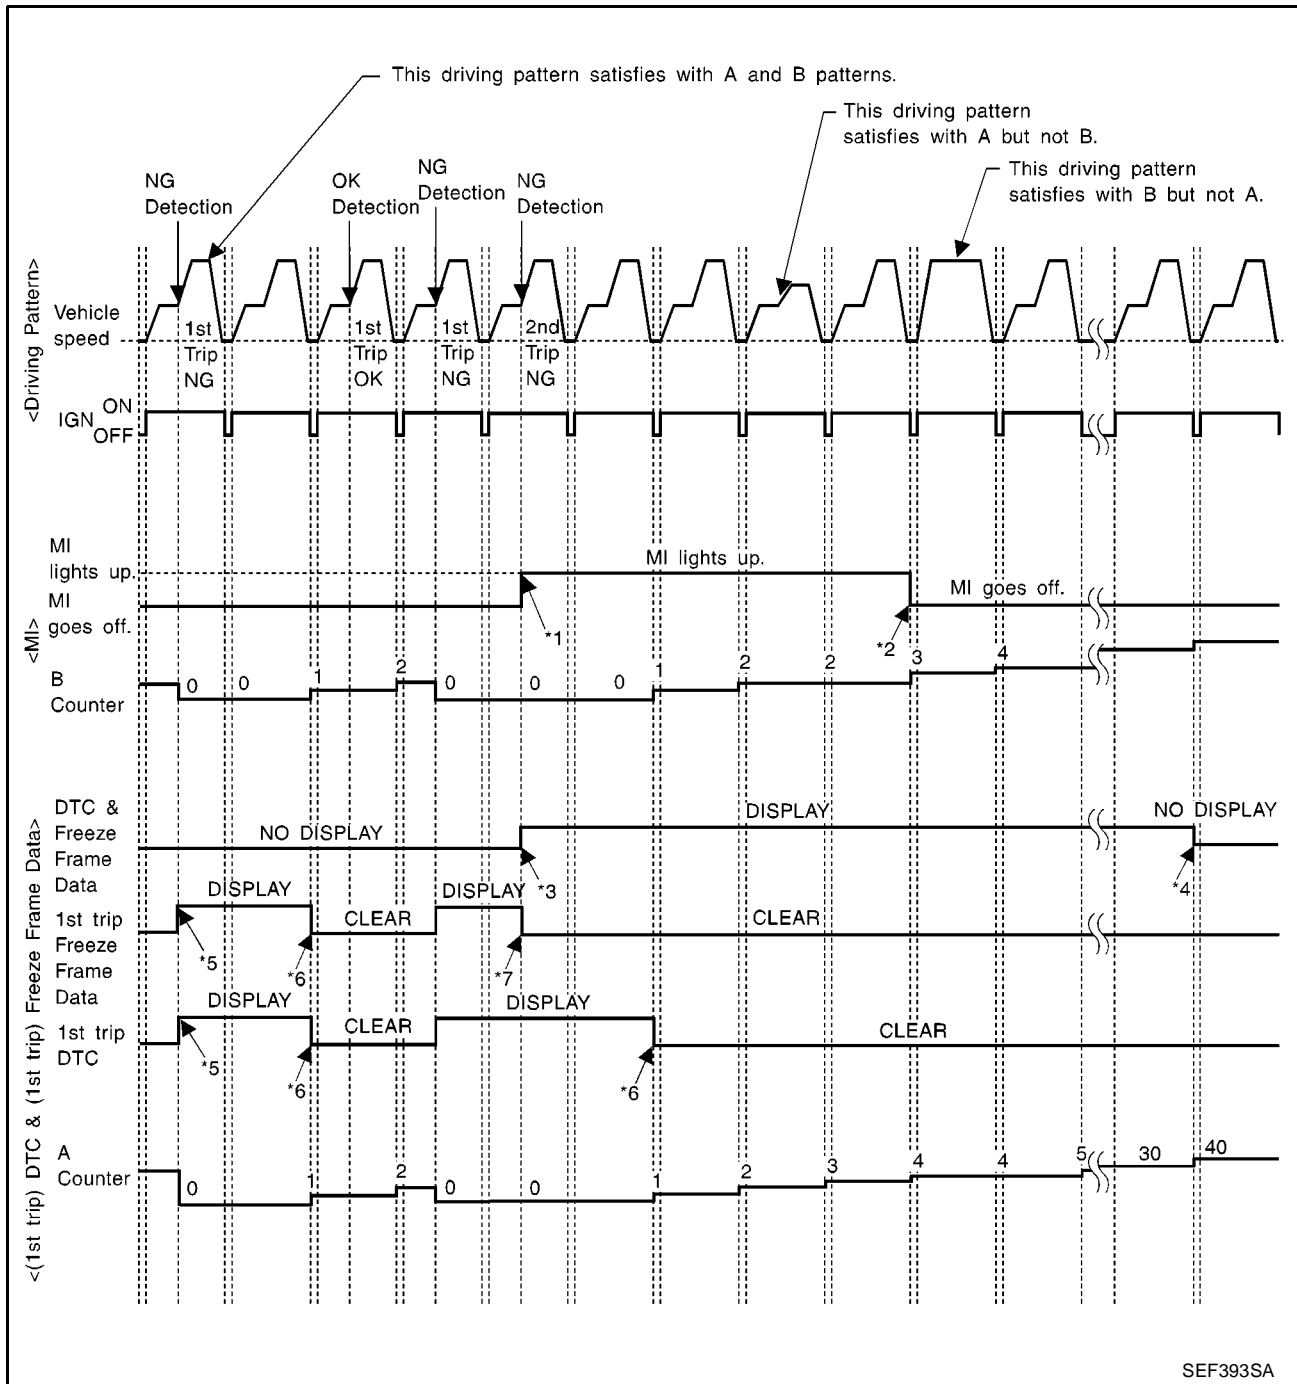 This driving pattern satisfies with A and B patterns.
This driving pattern
satisfies with A but not B.
This driving pattern
satisfies with B but not A.
NG
Detection
OK
Detection
NG
Detection
NG
Detection
<Driving Pattern>
Vehicle
speed
1st
Trip
NG
1st
Trip
OK
1st
Trip
NG
2nd
Trip
NG
IGN ON
OFF
<MI>
MI
lights up.
MI
goes off.
MI lights up.
MI goes off.
*1
*2
B
Counter
0 0 1 2 0 0 0 1 2 2 3 4
<(1st trip) DTC & (1st trip) Freeze Frame Data>
DTC &
Freeze
Frame
Data
NO DISPLAY
DISPLAY
NO DISPLAY
*3
*4
1st trip
Freeze
Frame
Data
DISPLAY
CLEAR
DISPLAY
CLEAR
*5
*6
*7
1st trip
DTC
DISPLAY
CLEAR
DISPLAY
CLEAR
*5
*6
*6
A
Counter
0 1 2 0 0 1 2 3 4 4 5 30 40
SEF393SA